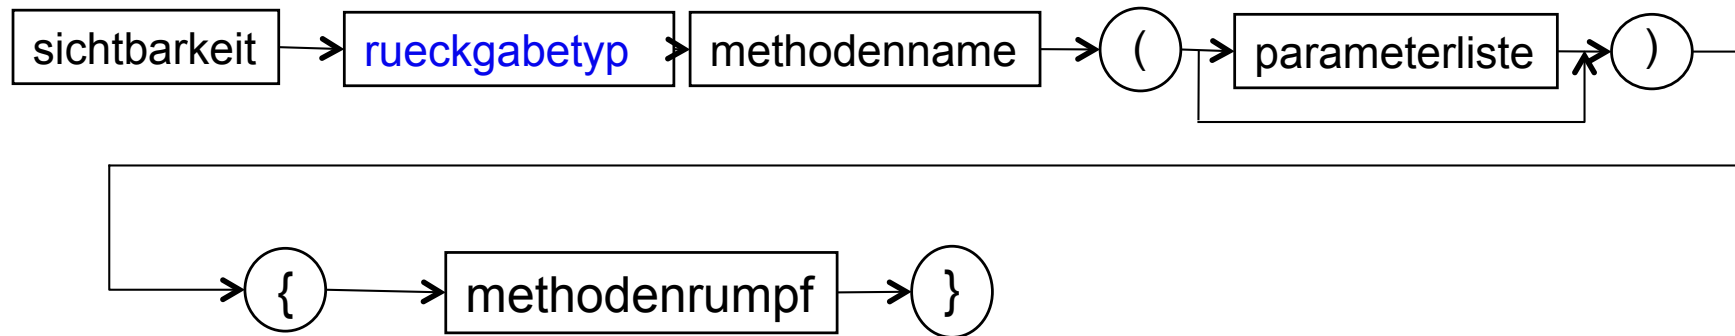 sichtbarkeit rueckgabetyp methodenname ( parameterliste )
{ methodenrumpf }